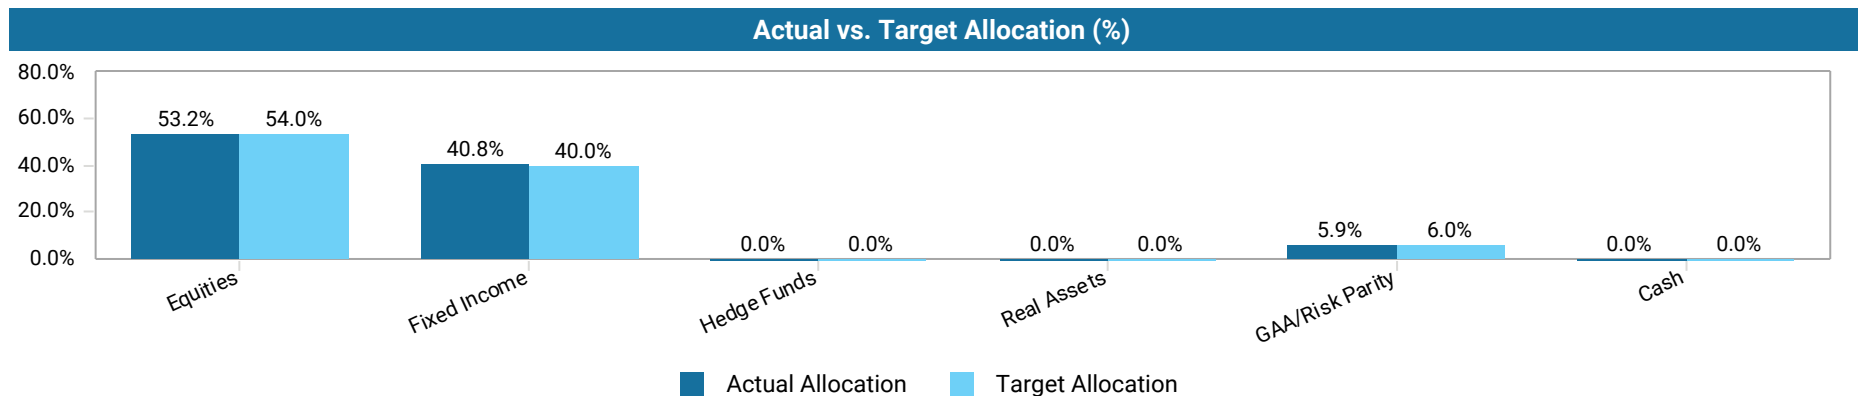 Actual vs. Target Allocation (%)
80.0%
60.0%
40.0%
20.0%
0.0%
53.2% 54.0%
40.8% 40.0%
0.0% 0.0%
0.0% 0.0%
5.9% 6.0%
0.0% 0.0%
Equities
Fixed Income
Hedge Funds
Real Assets
GAA/Risk Parity
Cash
Actual Allocation Target Allocation